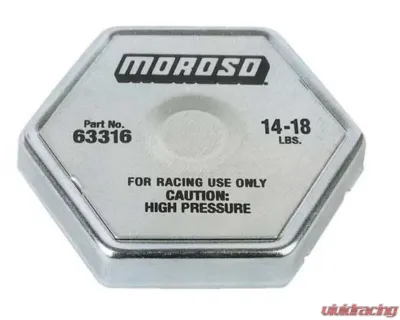 MOROSO
Part No.
63316
14-18
LBS.
FOR RACING USE ONLY
CAUTION:
HIGH PRESSURE
vividracing